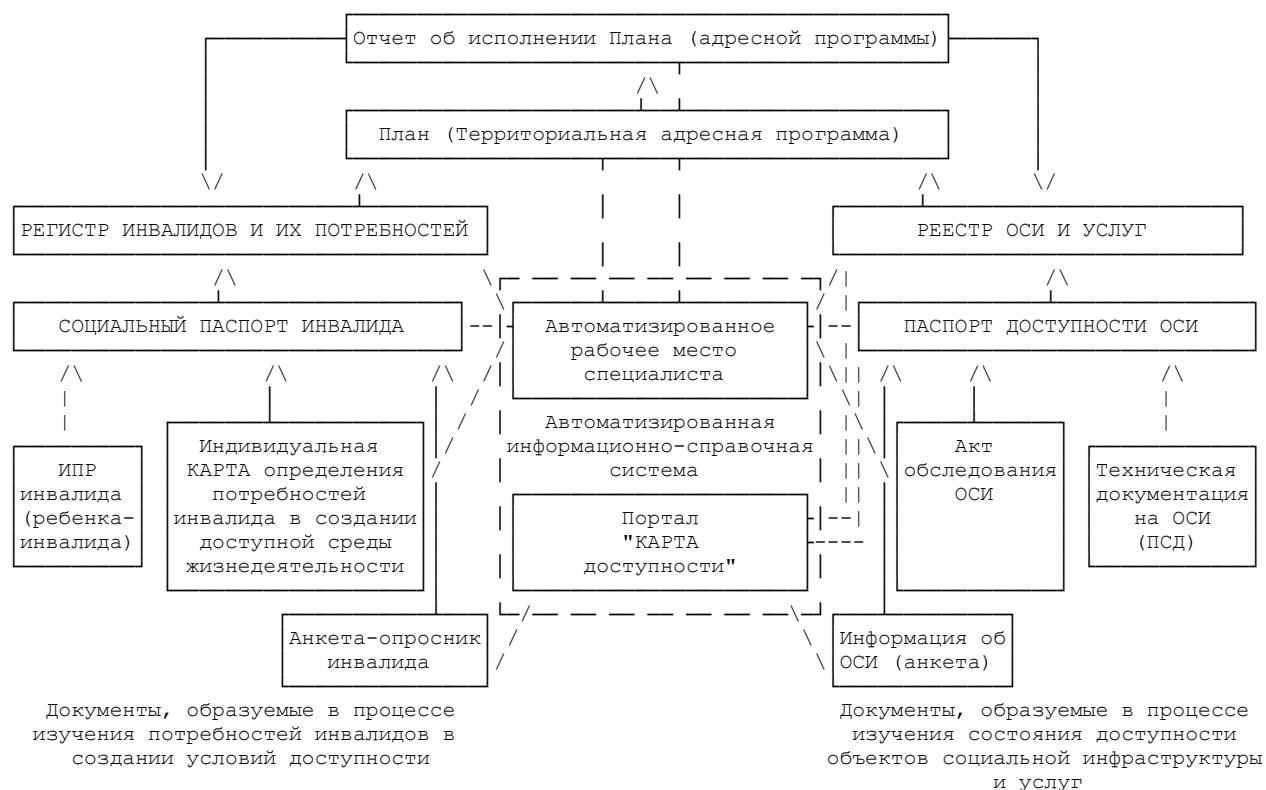 Отчет об исполнении Плана (адресной программы)
План (Территориальная адресная программа)
РЕГИСТР ИНВАЛИДОВ И ИХ ПОТРЕБНОСТЕЙ
РЕЕСТР ОСИ И УСЛУГ
СОЦИАЛЬНЫЙ ПАСПОРТ ИНВАЛИДА
Автоматизированное
рабочее место
специалиста
ПАСПОРТ ДОСТУПНОСТИ ОСИ
Автоматизированная
информационно-справочная
система
ИПР
инвалида
(ребенка-
инвалида)
Индивидуальная
КАРТА определения
потребностей
инвалида в создании
доступной среды
жизнедеятельности
Портал
"КАРТА
доступности"
Акт
обследования
ОСИ
Техническая
документация
на ОСИ
(ПСД)
Анкета-опросник
инвалида
Информация об
ОСИ (анкета)
Документы, образуемые в процессе
изучения потребностей инвалидов в
создании условий доступности
Документы, образуемые в процессе
изучения состояния доступности
объектов социальной инфраструктуры
и услуг